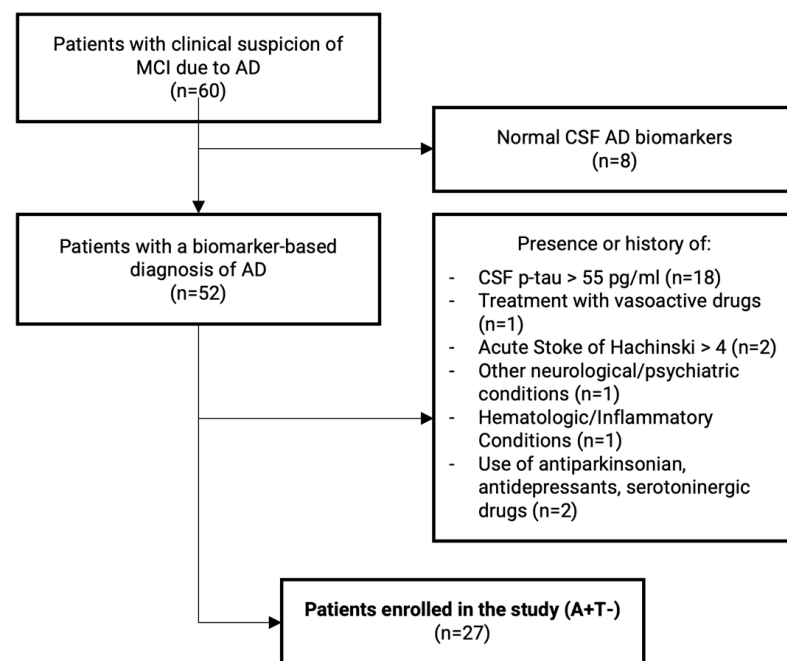 Patients with clinical suspicion of
MCI due to AD
(n=60)
Normal CSF AD biomarkers
(n=8)
Patients with a biomarker-based
diagnosis of AD
(n=52)
Presence or history of:
- CSF p-tau > 55 pg/ml (n=18)
- Treatment with vasoactive drugs
(n=1)
- Acute Stoke of Hachinski > 4 (n=2)
- Other neurological/psychiatric
conditions (n=1)
- Hematologic/Inflammatory
Conditions (n=1)
- Use of antiparkinsonian,
antidepressants, serotoninergic
drugs (n=2)
Patients enrolled in the study (A+T-)
(n=27)